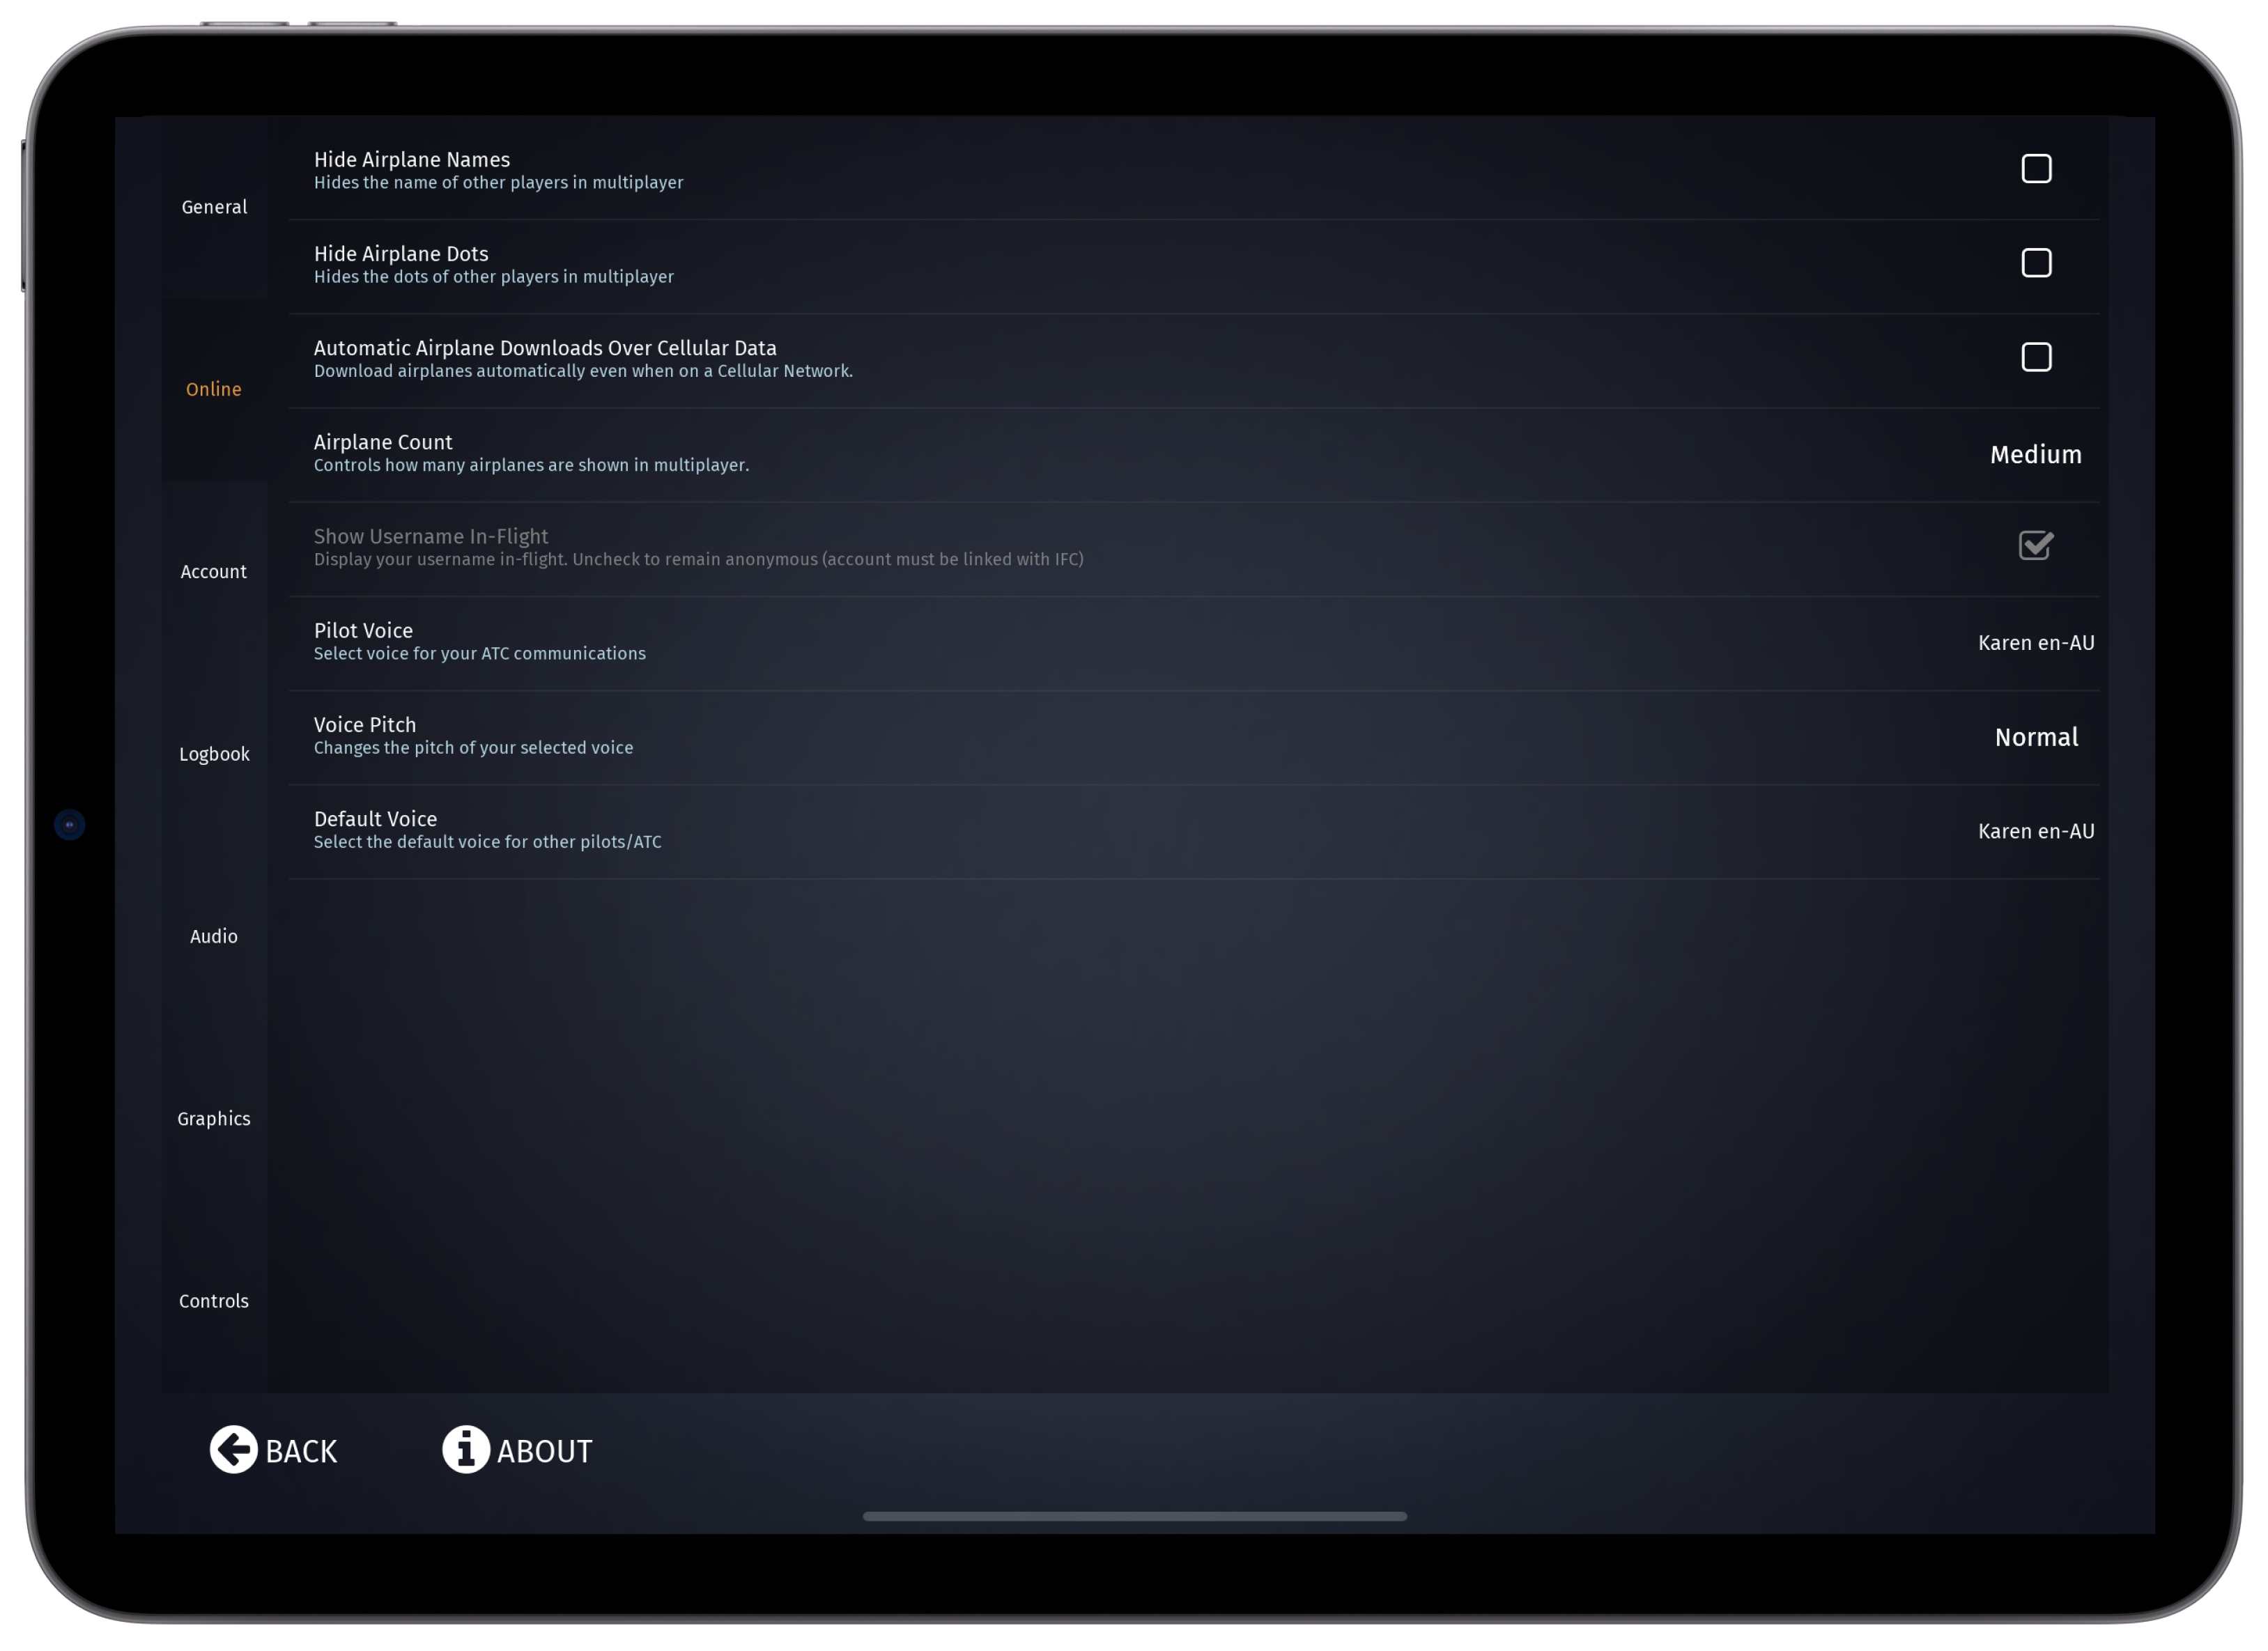 General
Online
Account
Logbook
Audio
Graphics
Controls
Hide Airplane Names
Hides the name of other players in multiplayer
Hide Airplane Dots
Hides the dots of other players in multiplayer
Automatic Airplane Downloads Over Cellular Data
Download airplanes automatically even when on a Cellular Network.
Airplane Count
Controls how many airplanes are shown in multiplayer.
Medium
Show Username In-Flight
Display your username in-flight. Uncheck to remain anonymous (account must be linked with IFC)
Pilot Voice
Select voice for your ATC communications
Karen en-AU
Voice Pitch
Changes the pitch of your selected voice
Normal
Default Voice
Select the default voice for other pilots/ATC
Karen en-AU
BACK
ABOUT